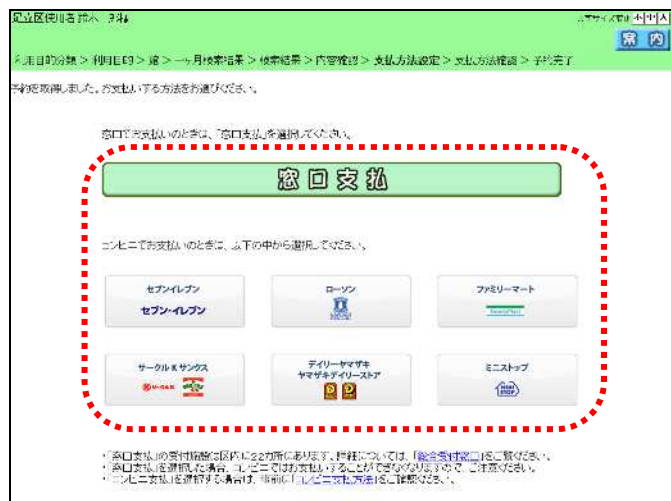 足立区使用者 鈴木
文字サイズ変更 小 中 大
案内
利用目的分類 > 利用目的 > 館 > 一ヶ月検索結果 > 検索結果 > 内容確認 > 支払方法設定 > 支払方法確認 > 予約完了
予約を取得しました。お支払いする方法をお選びください。
窓口でお支払いのときは、「窓口支払」を選択してください。
窓口支払
コンビニでお支払いのときは、以下の中から選択してください。
セブンイレブン ローソン ファミリーマート
セブン-イレブン FamilyMart
サークルKサンクス デイリーヤマザキ ミニストップ
ヤマザキデイリーストア
MINI STOP
・「窓口支払」の受付施設は区内に22カ所にあります。詳細については、「総合受付窓口」をご覧ください。
・「窓口支払」を選択した場合、コンビニではお支払いすることができなくなりますので、ご注意ください。
・「コンビニ支払」を選択する場合は、事前に「コンビニ支払方法」をご確認ください。